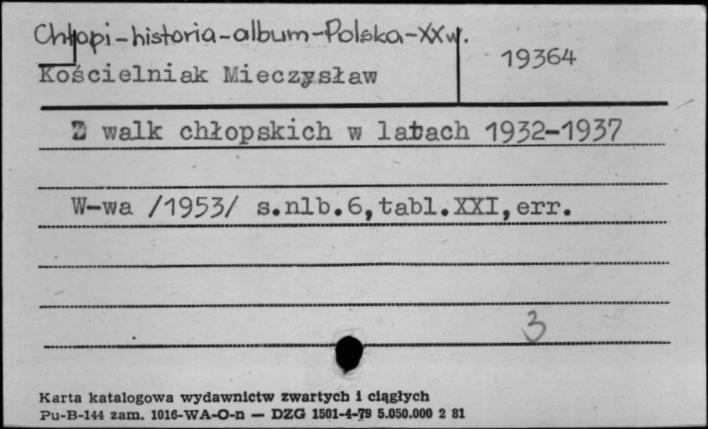 Chłopi-historia-album-Polska-XXw.
19364
Kościelniak Mieczysław
Z walk chłopskich w latach 1932-1937
W-wa /1953/ s.nlb.6,tabl.XXI,err.
3
Karta katalogowa wydawnictw zwartych i ciągłych
Pu-B-144 zam. 1016-WA-O-n — DZG 1501-4-79 5.050.000 2 81